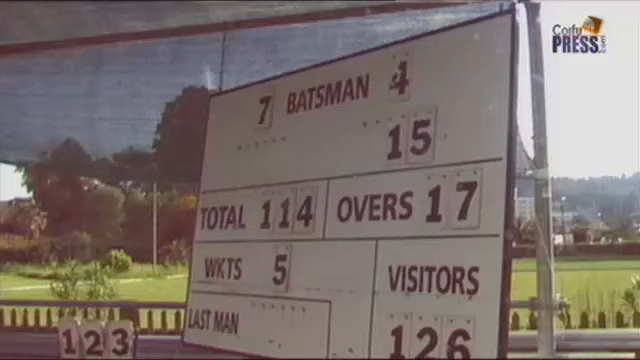 Corfu
PRESS.com
7 BATSMAN 4
15
TOTAL 114 OVERS 17
WKTS 5 VISITORS
LAST MAN 126
123